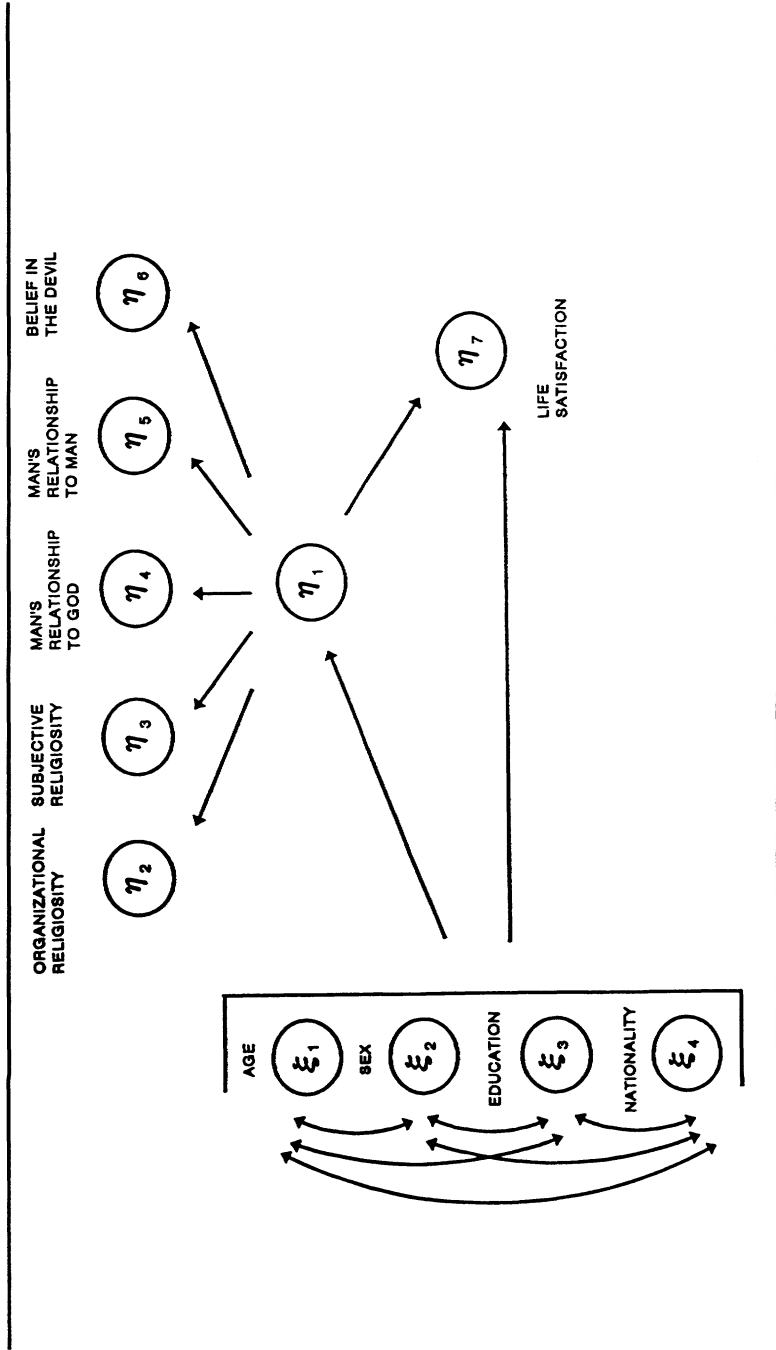 ORGANIZATIONAL
RELIGIOSITY
η2
SUBJECTIVE
RELIGIOSITY
η3
MAN'S
RELATIONSHIP
TO GOD
η4
MAN'S
RELATIONSHIP
TO MAN
η5
BELIEF IN
THE DEVIL
η6
η1
η7
LIFE
SATISFACTION
AGE
ξ1
SEX
ξ2
EDUCATION
ξ3
NATIONALITY
ξ4